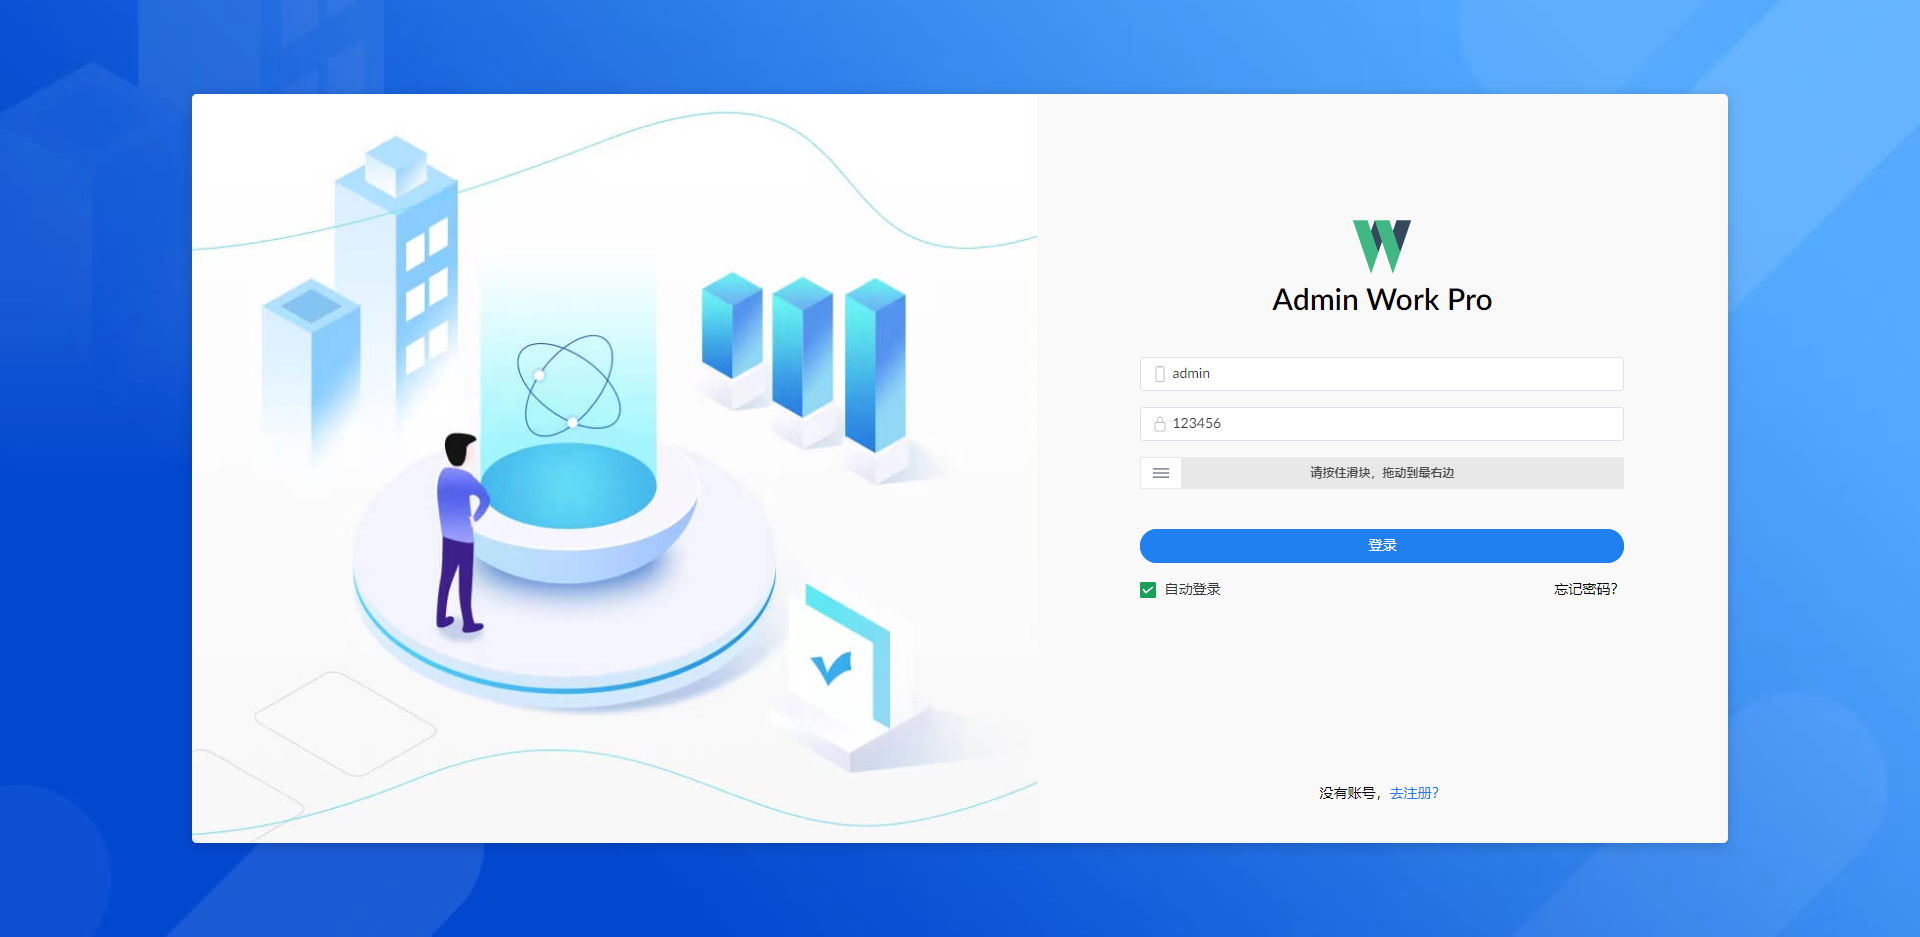 Admin Work Pro
admin
123456
请按住滑块，拖动到最右边
登录
自动登录
忘记密码?
没有账号，去注册?